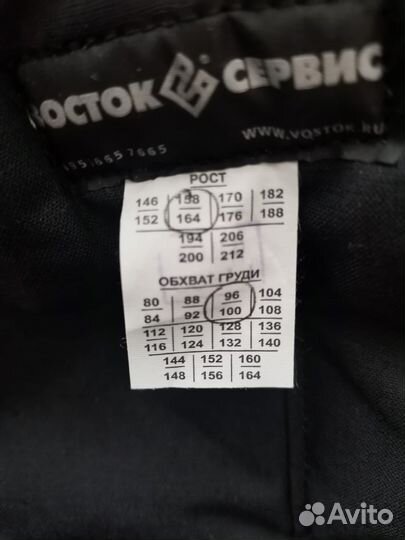 ВОСТОК СЕРВИС
WWW.VOSTOK.RU
6657665
РОСТ
146 158 170 182
152 164 176 188
194 206
200 212
ОБХВАТ ГРУДИ
80 88 96 104
84 92 100 108
112 120 128 136
116 124 132 140
144 152 160
148 156 164
Avito